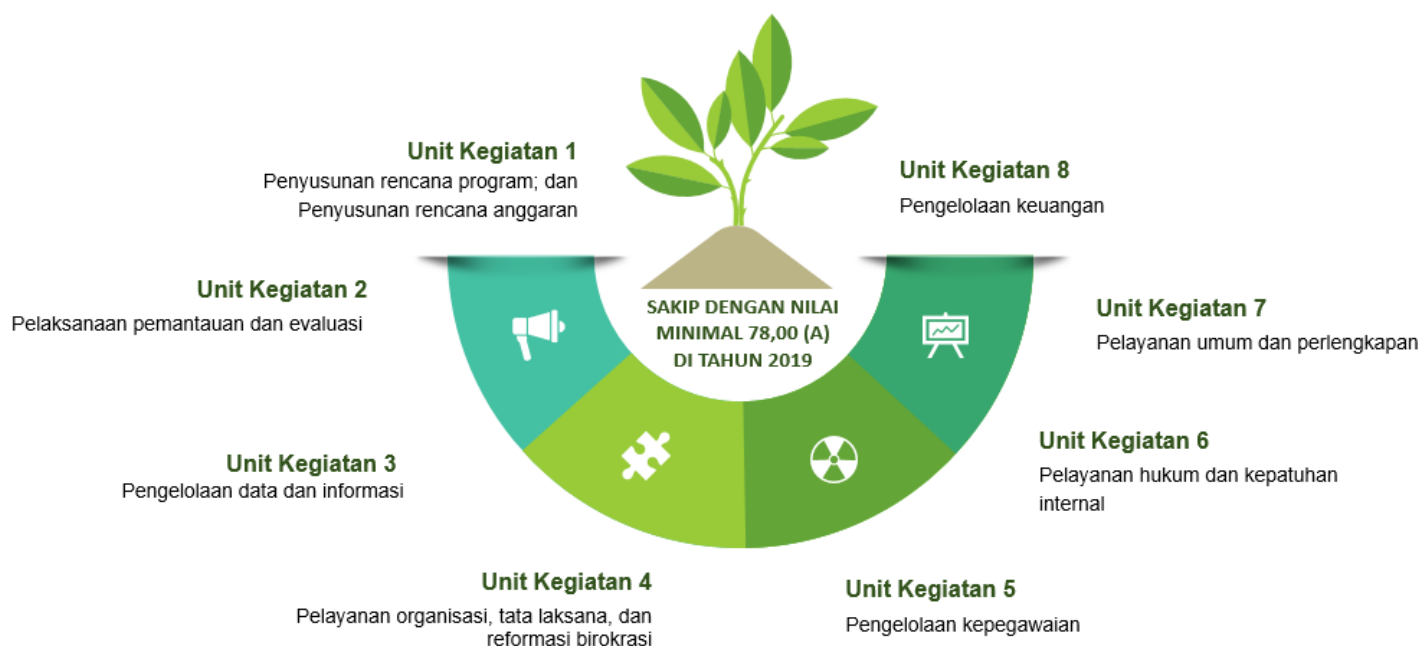 Unit Kegiatan 1
Penyusunan rencana program; dan
Penyusunan rencana anggaran
Unit Kegiatan 2
Pelaksanaan pemantauan dan evaluasi
Unit Kegiatan 3
Pengelolaan data dan informasi
Unit Kegiatan 4
Pelayanan organisasi, tata laksana, dan
reformasi birokrasi
SAKIP DENGAN NILAI
MINIMAL 78,00 (A)
DI TAHUN 2019
Unit Kegiatan 8
Pengelolaan keuangan
Unit Kegiatan 7
Pelayanan umum dan perlengkapan
Unit Kegiatan 6
Pelayanan hukum dan kepatuhan
internal
Unit Kegiatan 5
Pengelolaan kepegawaian